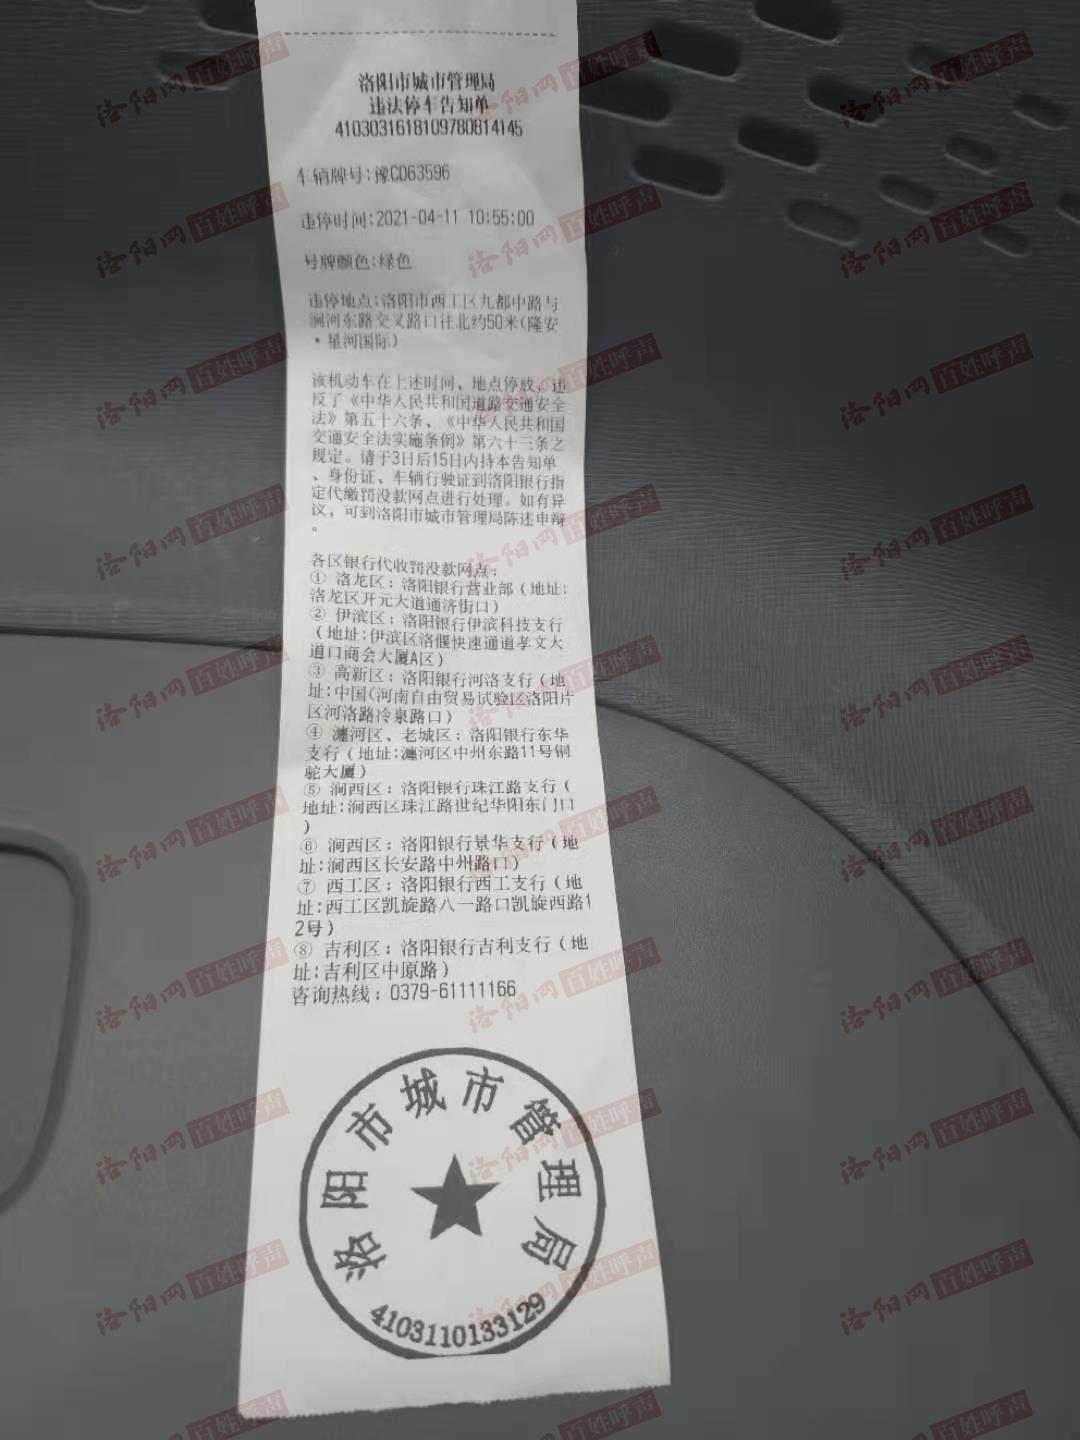 洛阳市城市管理局
违法停车告知单
4103031618109780814145
车辆牌号:豫CD63596
违停时间:2021-04-11 10:55:00
号牌颜色:绿色
违停地点:洛阳市西工区九都中路与
涧河东路交叉路口往北约50米(隆安
·星河国际)
该机动车在上述时间、地点停放,违
反了《中华人民共和国道路交通安全
法》第五十六条、《中华人民共和国
交通安全法实施条例》第六十三条之
规定。请于3日后15日内持本告知单
、身份证、车辆行驶证到洛阳银行指
定代缴罚没款网点进行处理。如有异
议,可到洛阳市城市管理局陈述申辩
。
各区银行代收罚没款网点:
① 洛龙区:洛阳银行营业部(地址:
洛龙区开元大道通济街口)
② 伊滨区:洛阳银行伊滨科技支行
(地址:伊滨区洛偃快速通道孝文大
道口商会大厦A区)
③ 高新区:洛阳银行河洛支行(地
址:中国(河南自由贸易试验区洛阳片
区河洛路冷泉路口)
④ 瀍河区、老城区:洛阳银行东华
支行(地址:瀍河区中州东路11号铜
驼大厦)
⑤ 涧西区:洛阳银行珠江路支行(
地址:涧西区珠江路世纪华阳东门口
)
⑥ 涧西区:洛阳银行景华支行(地
址:涧西区长安路中州路口)
⑦ 西工区:洛阳银行西工支行(地
址:西工区凯旋路八一路口凯旋西路1
2号)
⑧ 吉利区:洛阳银行吉利支行(地
址:吉利区中原路)
咨询热线:0379-61111166
洛阳市城市管理局
4103110133129
洛阳网 百姓呼声